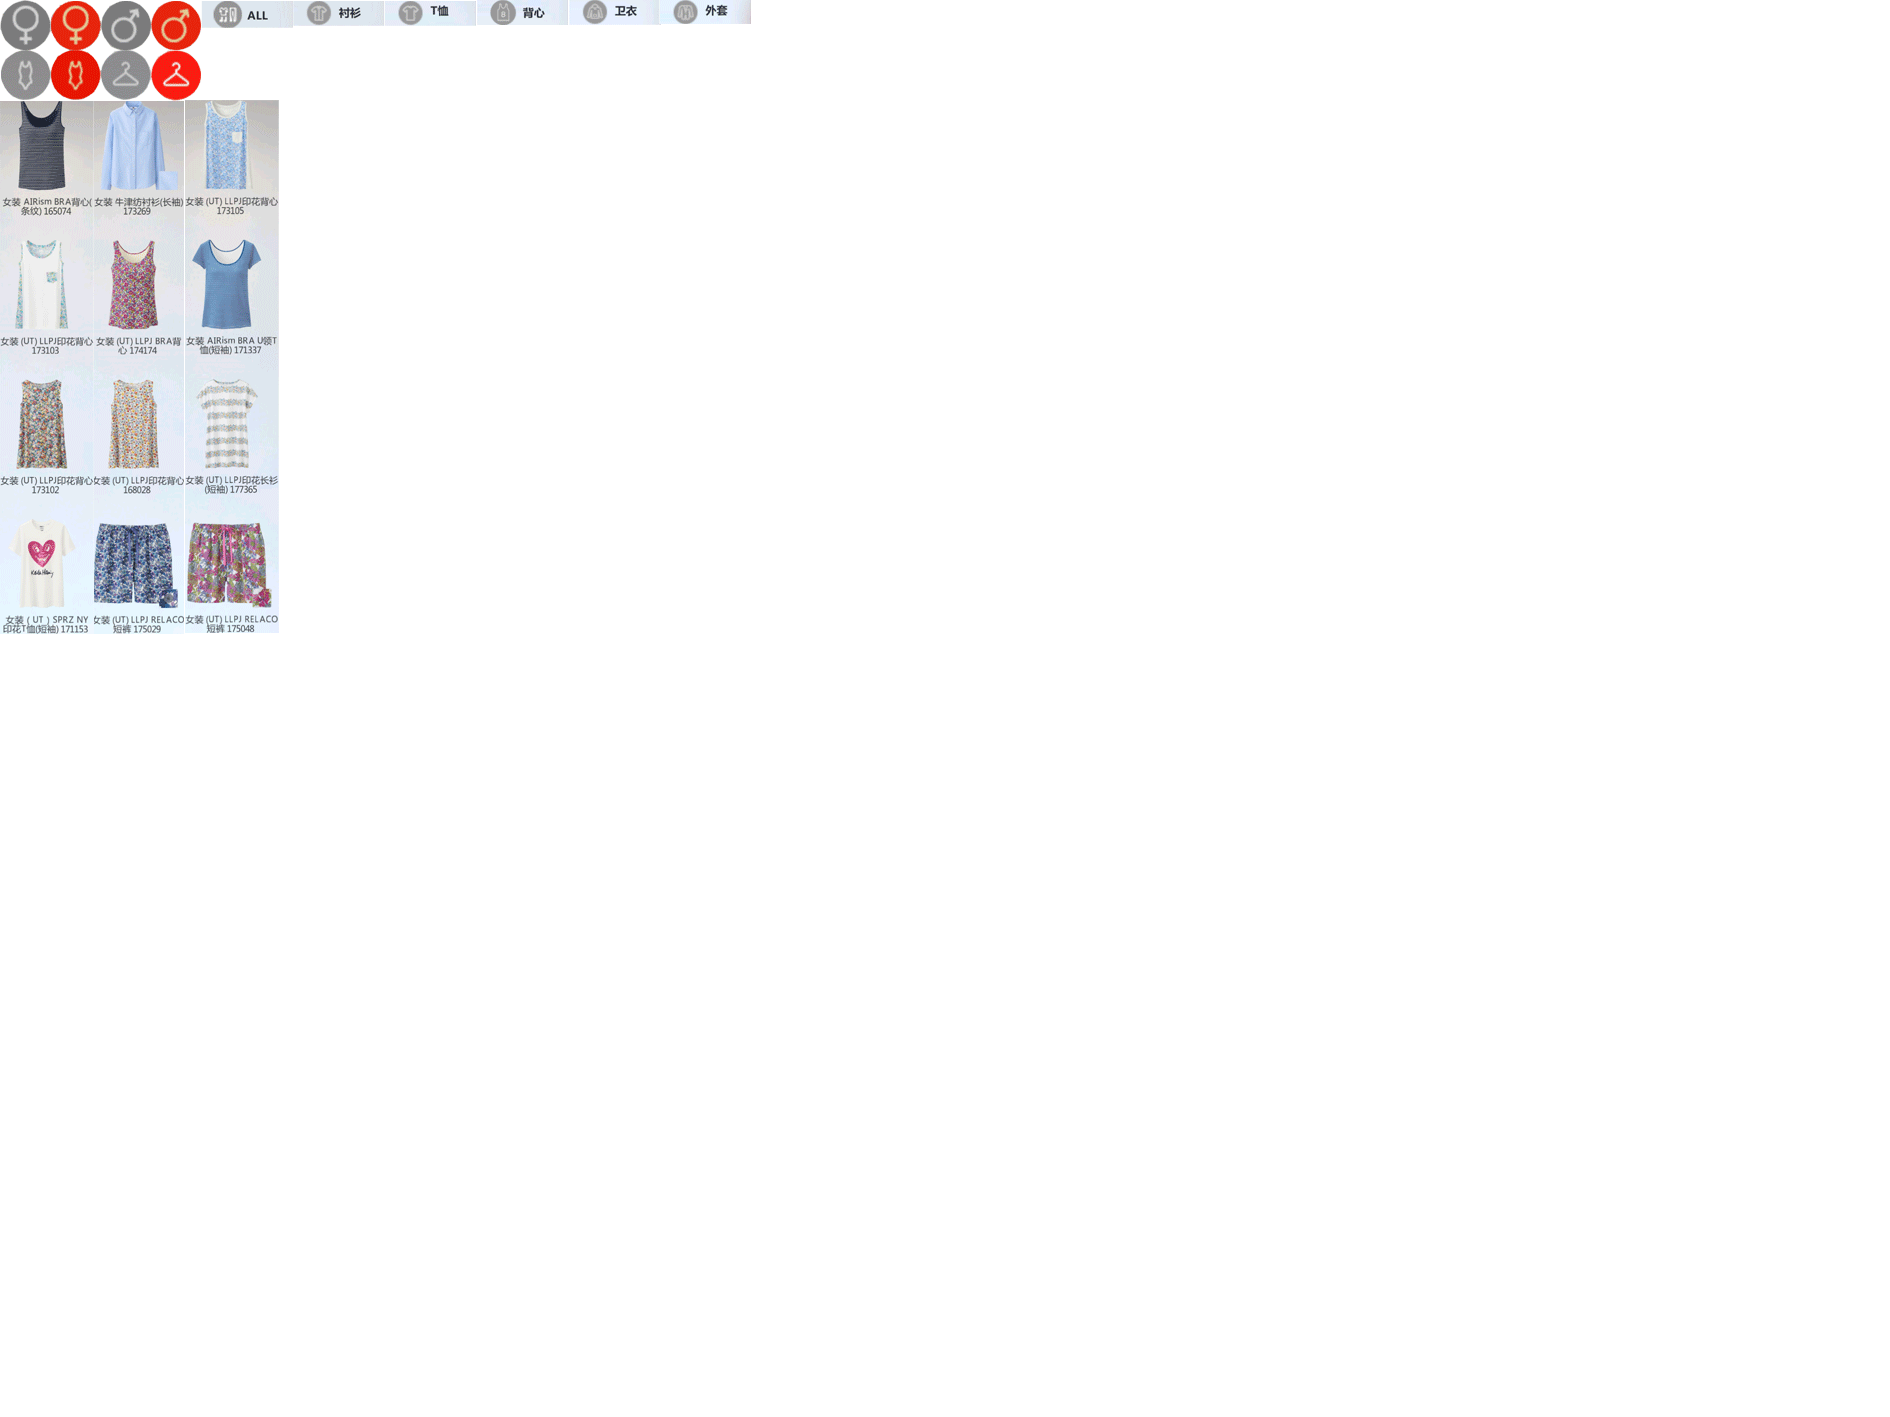 ALL
衬衫
T恤
背心
卫衣
外套
女装 AIRism BRA背心(
条纹) 165074
女装 牛津纺衬衫(长袖)
173269
女装 (UT) LLPJ印花背心
173105
女装 (UT) LLPJ印花背心
173103
女装 (UT) LLPJ BRA背
心 174174
女装 AIRism BRA U领T
恤(短袖) 171337
女装 (UT) LLPJ印花背心
173102
女装 (UT) LLPJ印花背心
168028
女装 (UT) LLPJ印花长衫
(短袖) 177365
Keith Haring
女装 ( UT ) SPRZ NY
印花T恤(短袖) 171153
女装 (UT) LLPJ RELACO
短裤 175029
女装 (UT) LLPJ RELACO
短裤 175048